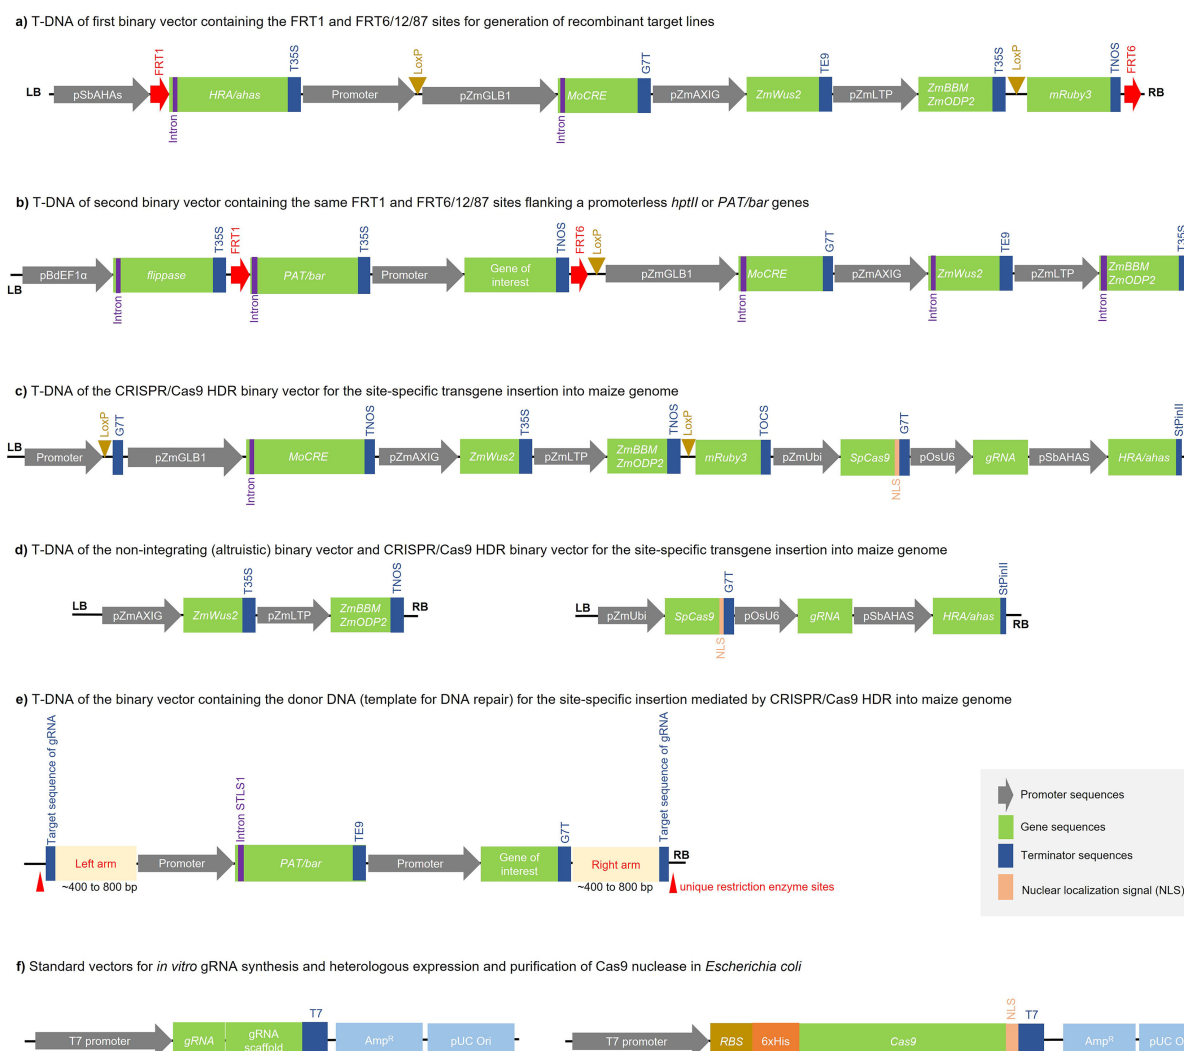 a) T-DNA of first binary vector containing the FRT1 and FRT6/12/87 sites for generation of recombinant target lines
LB
pSbAHAs
FRT1
Intron
HRA/ahas
T35S
Promoter
LoxP
pZmGLB1
Intron
MoCRE
G7T
pZmAXIG
ZmWus2
TE9
pZmLTP
ZmBBM
ZmODP2
T35S
LoxP
mRuby3
TNOS
FRT6
RB
b) T-DNA of second binary vector containing the same FRT1 and FRT6/12/87 sites flanking a promoterless hptII or PAT/bar genes
LB
pBdEF1α
Intron
flippase
T35S
FRT1
Intron
PAT/bar
T35S
Promoter
Gene of
interest
TNOS
FRT6
LoxP
pZmGLB1
Intron
MoCRE
G7T
pZmAXIG
Intron
ZmWus2
TE9
pZmLTP
Intron
ZmBBM
ZmODP2
T35S
c) T-DNA of the CRISPR/Cas9 HDR binary vector for the site-specific transgene insertion into maize genome
LB
Promoter
LoxP
G7T
pZmGLB1
Intron
MoCRE
TNOS
pZmAXIG
ZmWus2
T35S
pZmLTP
ZmBBM
ZmODP2
TNOS
LoxP
mRuby3
TOCS
pZmUbi
SpCas9
NLS
G7T
pOsU6
gRNA
pSbAHAS
HRA/ahas
StPinII
d) T-DNA of the non-integrating (altruistic) binary vector and CRISPR/Cas9 HDR binary vector for the site-specific transgene insertion into maize genome
LB
pZmAXIG
ZmWus2
T35S
pZmLTP
ZmBBM
ZmODP2
TNOS
RB
LB
pZmUbi
SpCas9
NLS
G7T
pOsU6
gRNA
pSbAHAS
HRA/ahas
StPinII
RB
e) T-DNA of the binary vector containing the donor DNA (template for DNA repair) for the site-specific insertion mediated by CRISPR/Cas9 HDR into maize genome
Target sequence of gRNA
Left arm
~400 to 800 bp
Promoter
Intron STLS1
PAT/bar
TE9
Promoter
Gene of
interest
G7T
Right arm
~400 to 800 bp
Target sequence of gRNA
RB
unique restriction enzyme sites
Promoter sequences
Gene sequences
Terminator sequences
Nuclear localization signal (NLS)
f) Standard vectors for in vitro gRNA synthesis and heterologous expression and purification of Cas9 nuclease in Escherichia coli
T7 promoter
gRNA
gRNA
scaffold
T7
Ampᴿ
pUC Ori
T7 promoter
RBS
6xHis
Cas9
NLS
T7
Ampᴿ
pUC Ori